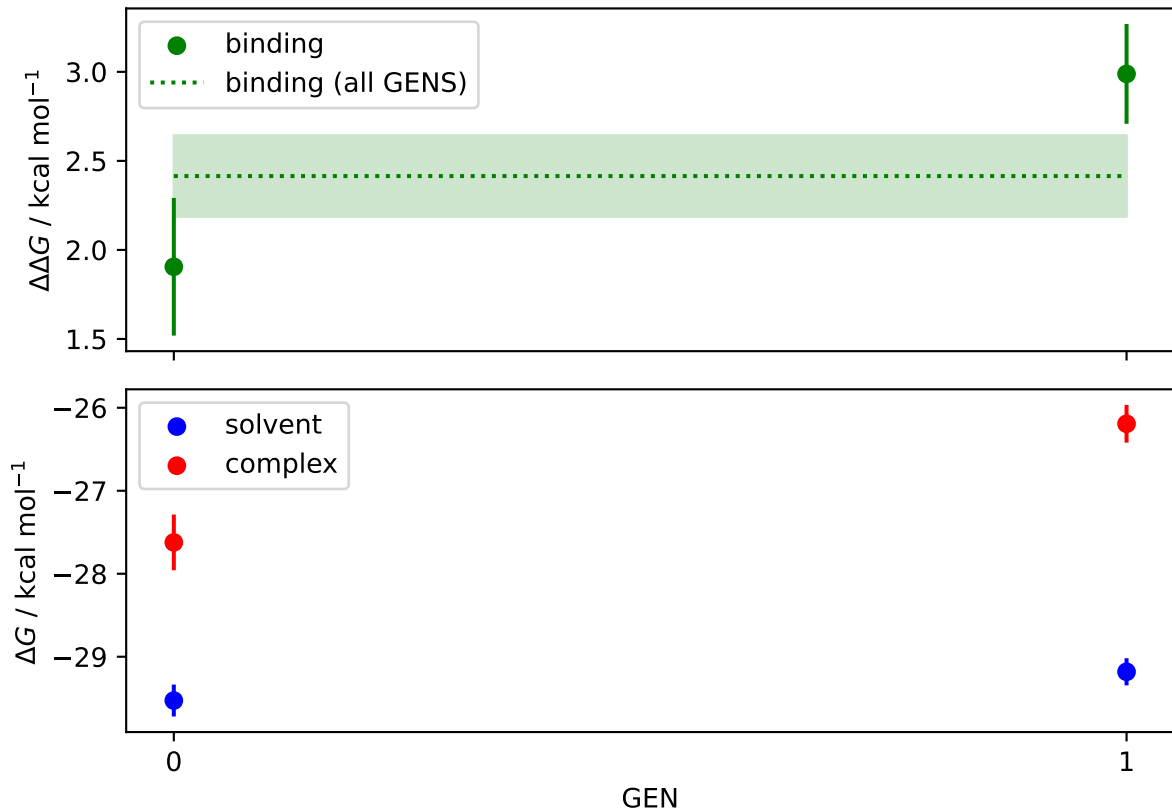 binding
binding (all GENS)
3.0
2.5
2.0
1.5
ΔΔG / kcal mol⁻¹
solvent
complex
−26
−27
−28
−29
ΔG / kcal mol⁻¹
0 1
GEN